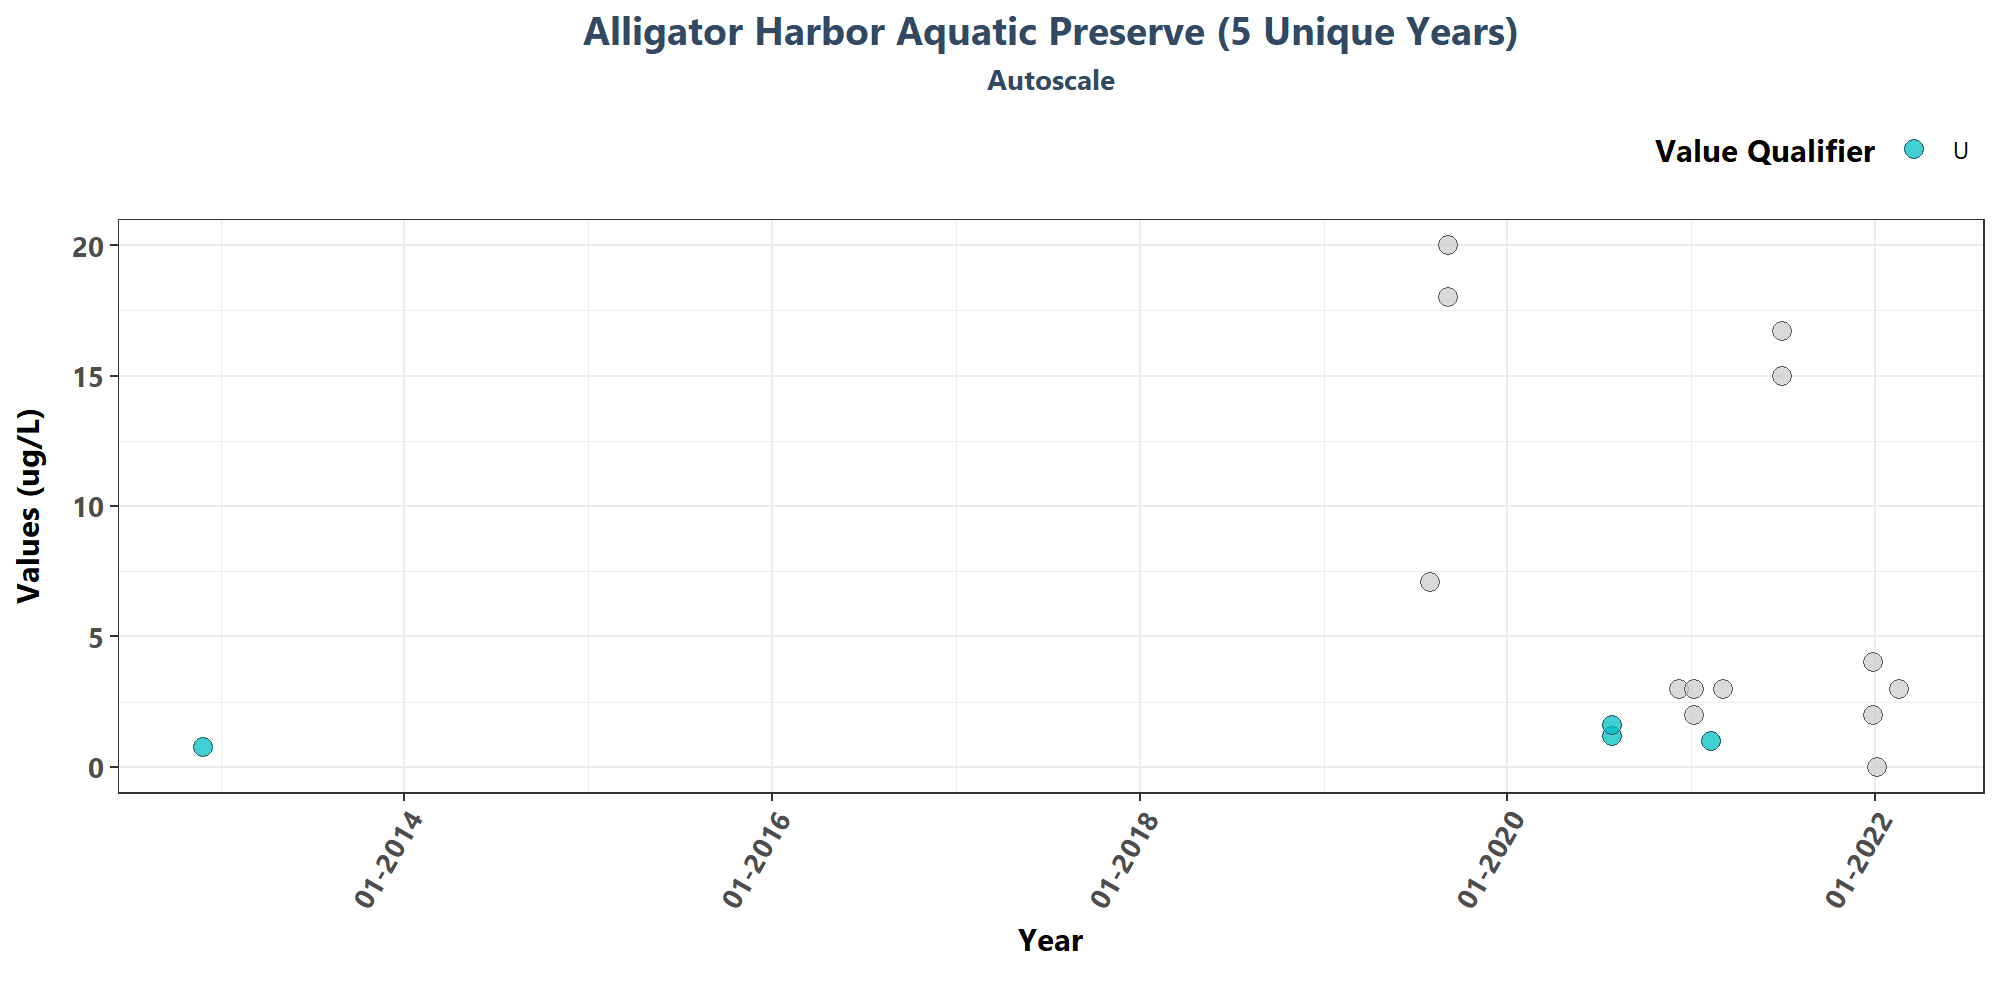 Alligator Harbor Aquatic Preserve (5 Unique Years)
Autoscale
Value Qualifier U
Values (ug/L)
20
15
10
5
0
01-2014
01-2016
01-2018
01-2020
01-2022
Year